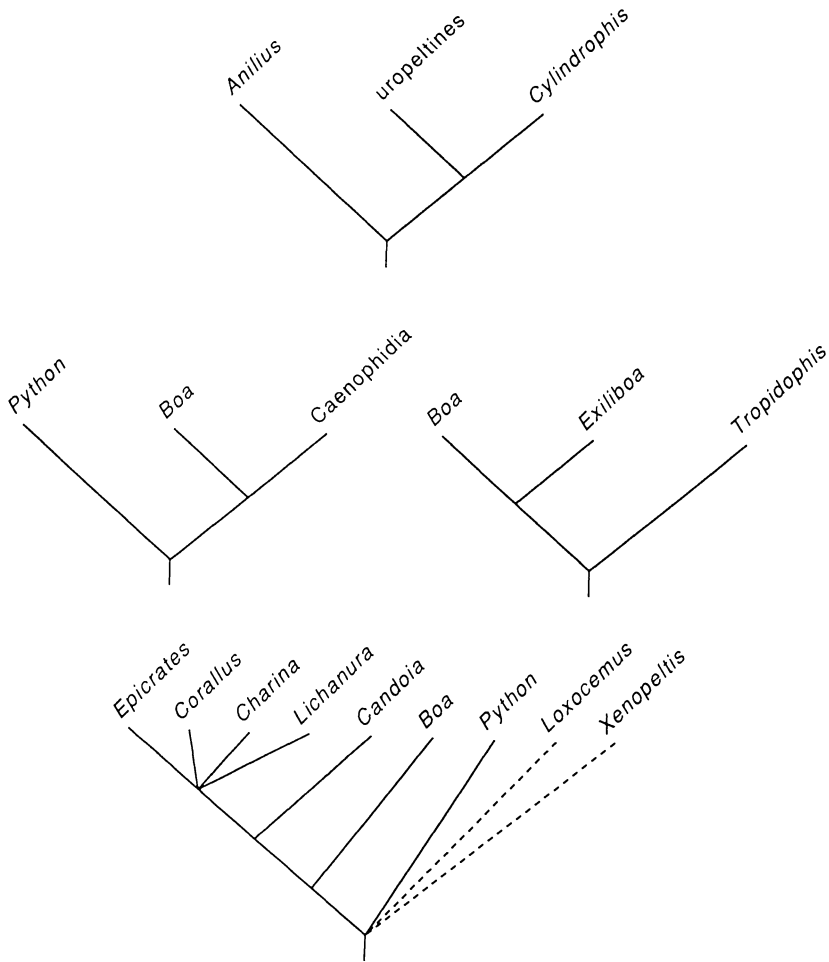 Anilius
uropeltines
Cylindrophis
Python
Boa
Caenophidia
Boa
Exiliboa
Tropidophis
Epicrates
Corallus
Charina
Lichanura
Candoia
Boa
Python
Loxocemus
Xenopeltis